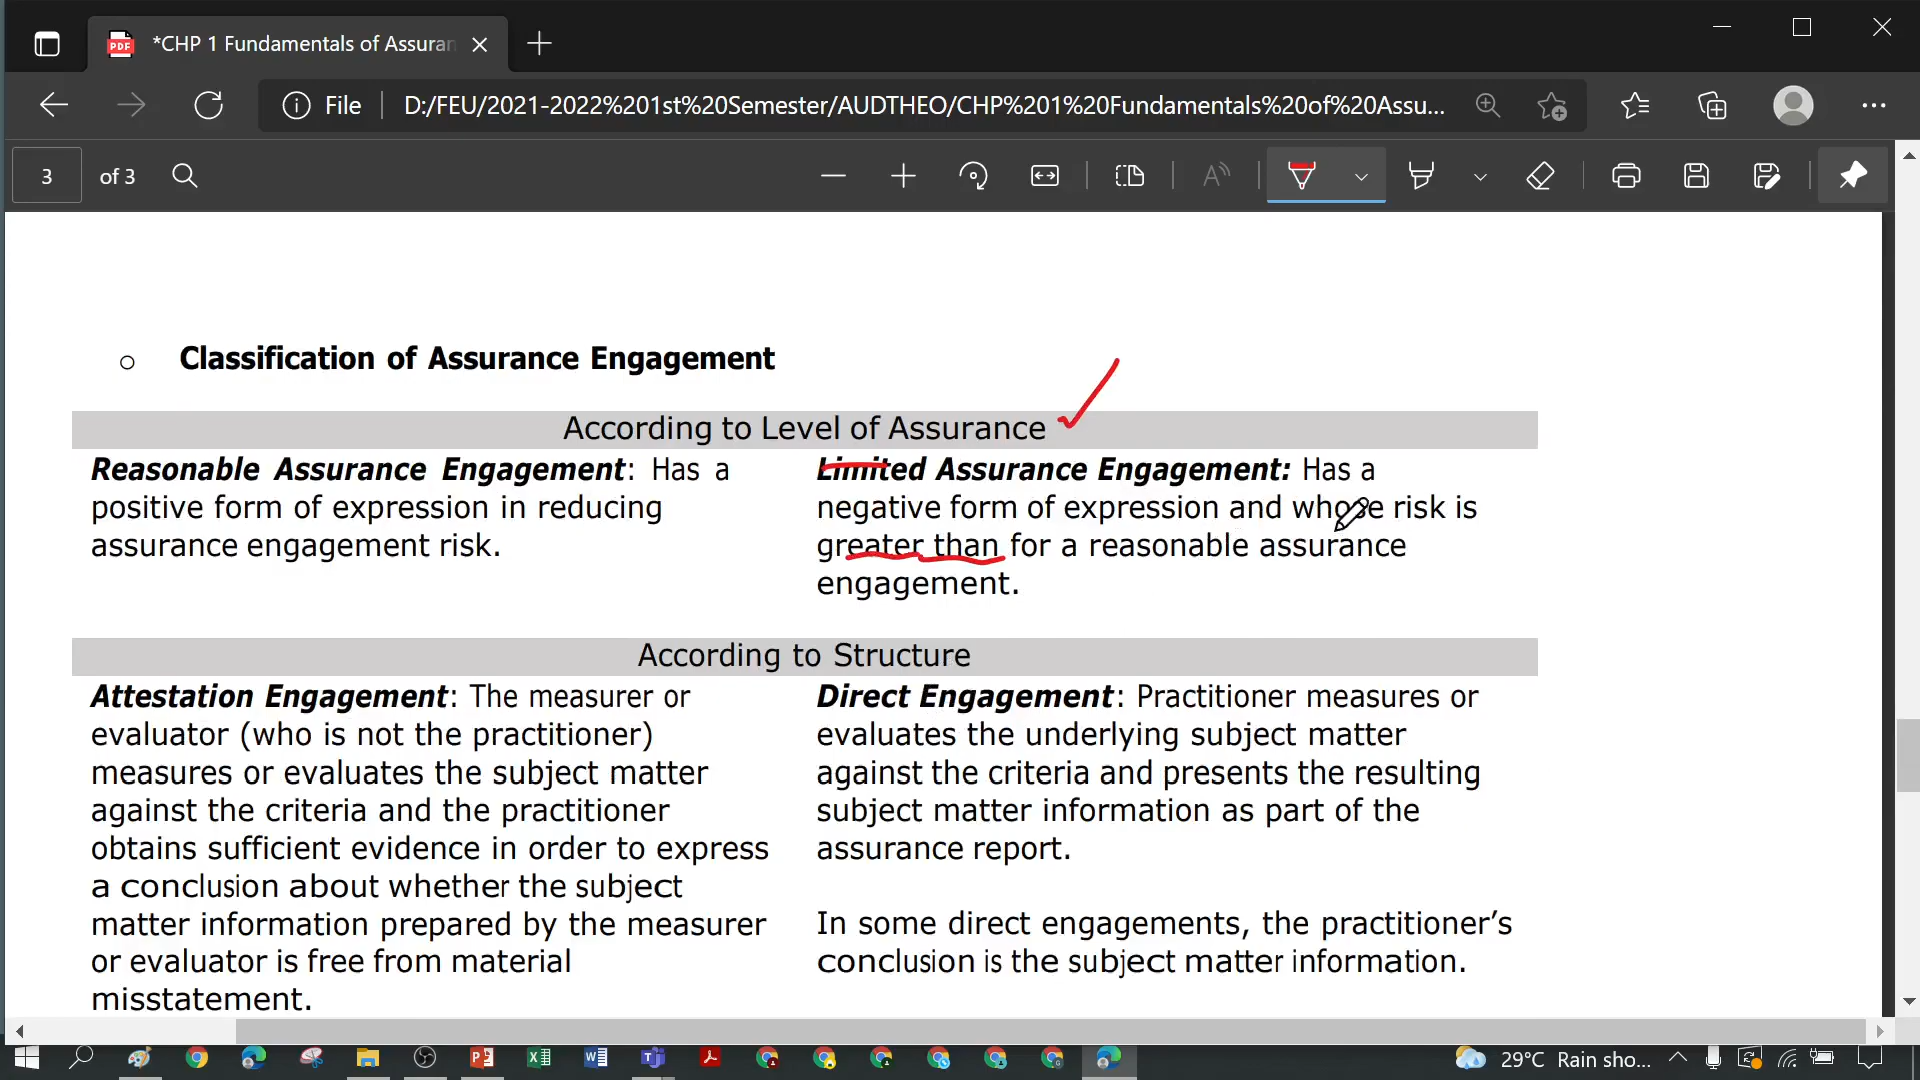 *CHP 1 Fundamentals of Assuran
File
D:/FEU/2021-2022%201st%20Semester/AUDTHEO/CHP%201%20Fundamentals%20of%20Assu...
3
of 3
Classification of Assurance Engagement
According to Level of Assurance
Reasonable Assurance Engagement: Has a
positive form of expression in reducing
assurance engagement risk.
Limited Assurance Engagement: Has a
negative form of expression and whose risk is
greater than for a reasonable assurance
engagement.
According to Structure
Attestation Engagement: The measurer or
evaluator (who is not the practitioner)
measures or evaluates the subject matter
against the criteria and the practitioner
obtains sufficient evidence in order to express
a conclusion about whether the subject
matter information prepared by the measurer
or evaluator is free from material
misstatement.
Direct Engagement: Practitioner measures or
evaluates the underlying subject matter
against the criteria and presents the resulting
subject matter information as part of the
assurance report.
In some direct engagements, the practitioner’s
conclusion is the subject matter information.
29°C Rain sho...